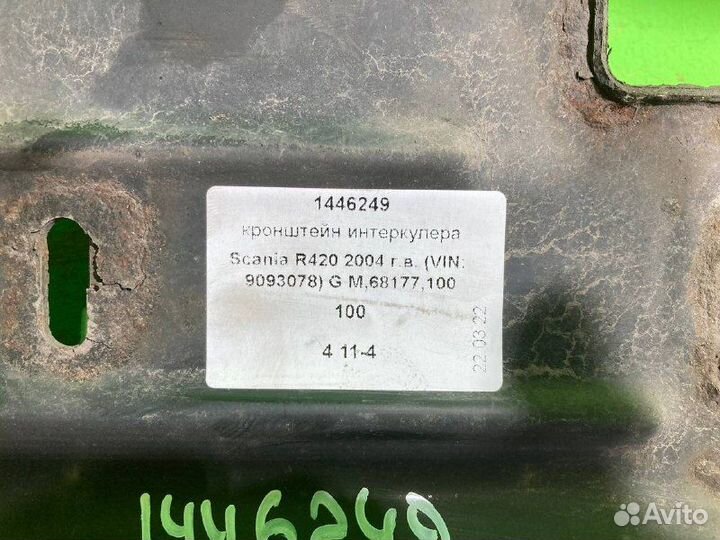 1446249
кронштейн интеркулера
Scania R420 2004 г.в. (VIN:
9093078) G M,68177,100
100
4 11-4
22 03 22
1446249
Avito